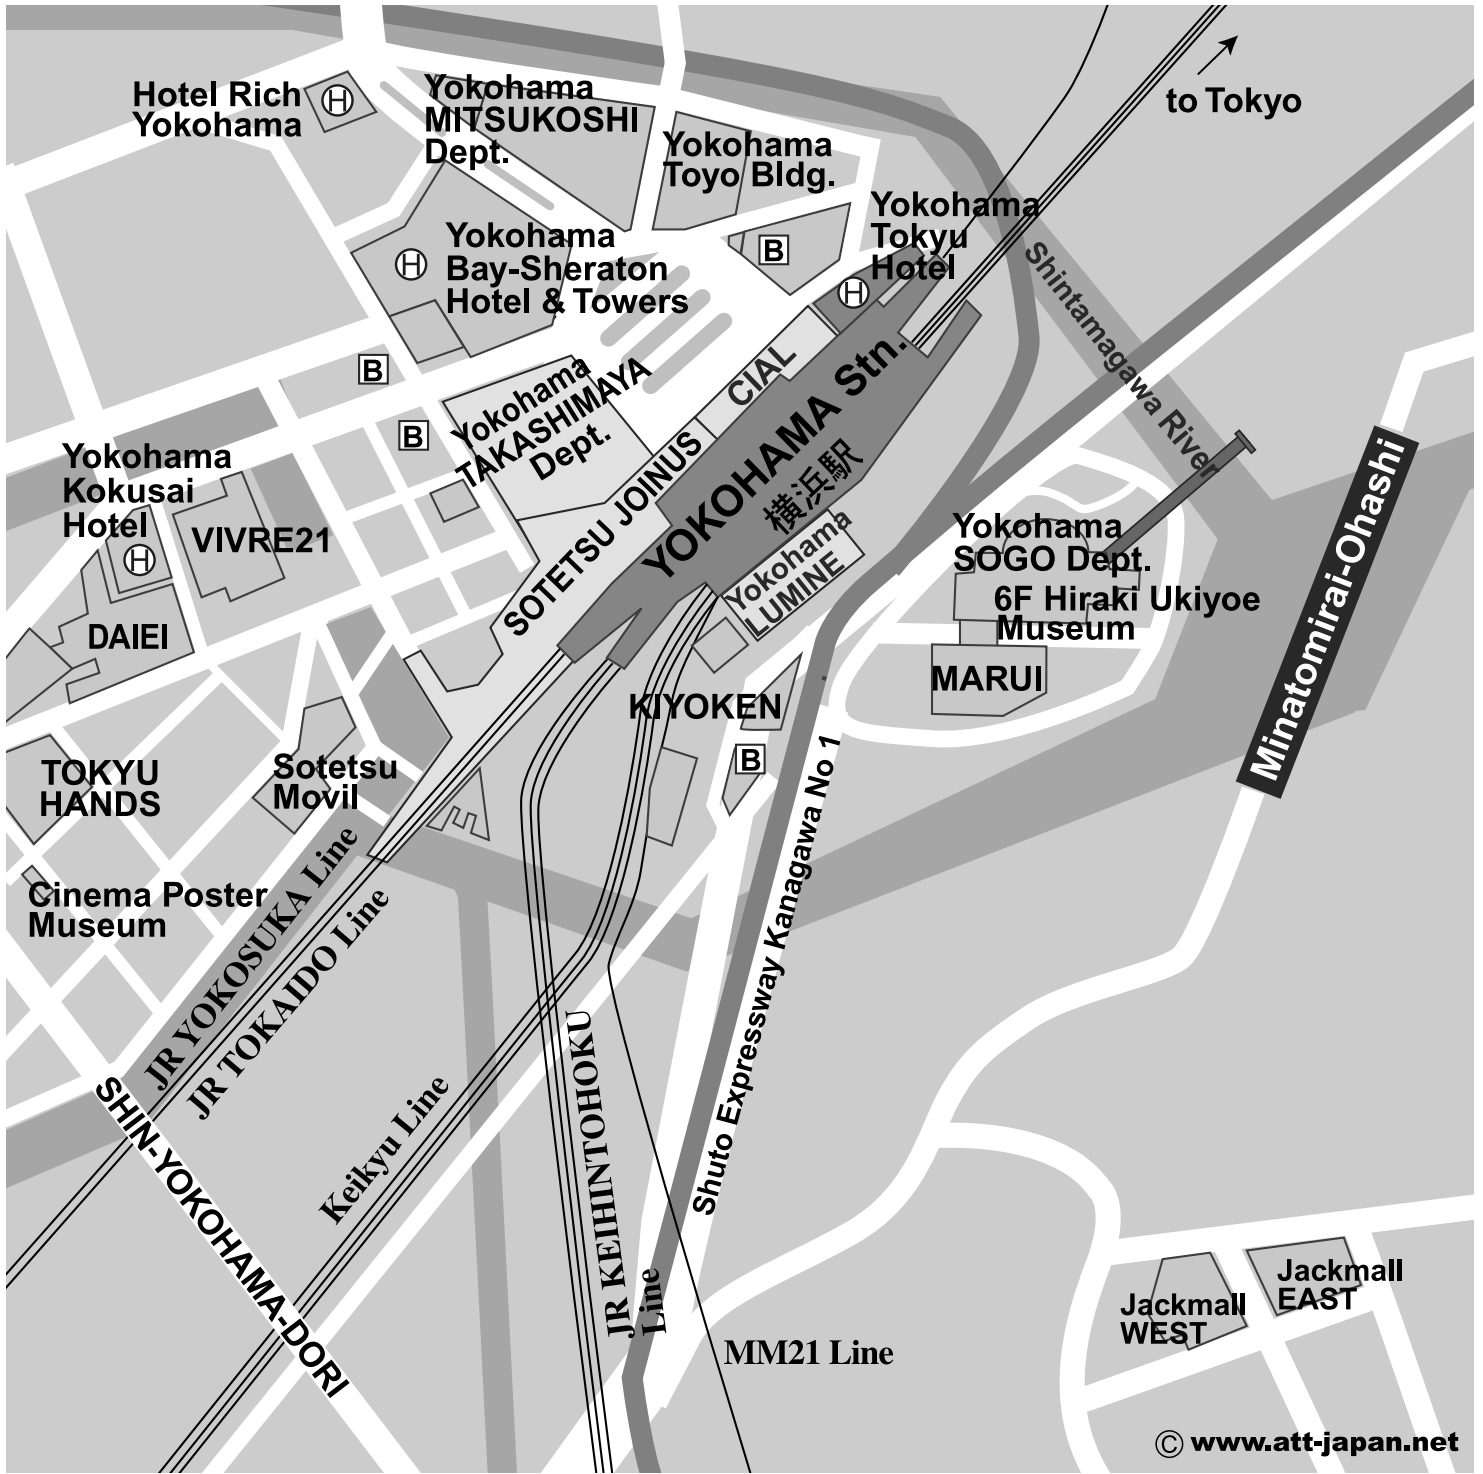 to Tokyo
Hotel Rich
Yokohama
H
Yokohama
MITSUKOSHI
Dept.
Yokohama
Toyo Bldg.
Yokohama
Tokyu
Hotel
H
B
Yokohama
Bay-Sheraton
Hotel & Towers
H
Shintamagawa River
B
B
Yokohama
TAKASHIMAYA
Dept.
CIAL
YOKOHAMA Stn.
横浜駅
SOTETSU JOINUS
Yokohama
LUMINE
Yokohama
Kokusai
Hotel
H
VIVRE21
DAIEI
Yokohama
SOGO Dept.
6F Hiraki Ukiyoe
Museum
MARUI
Minatomirai-Ohashi
KIYOKEN
B
TOKYU
HANDS
Sotetsu
Movil
Cinema Poster
Museum
JR YOKOSUKA Line
JR TOKAIDO Line
Keikyu Line
JR KEIHINTOHOKU
Line
Shuto Expressway Kanagawa No 1
SHIN-YOKOHAMA-DORI
MM21 Line
Jackmall
WEST
Jackmall
EAST
© www.att-japan.net